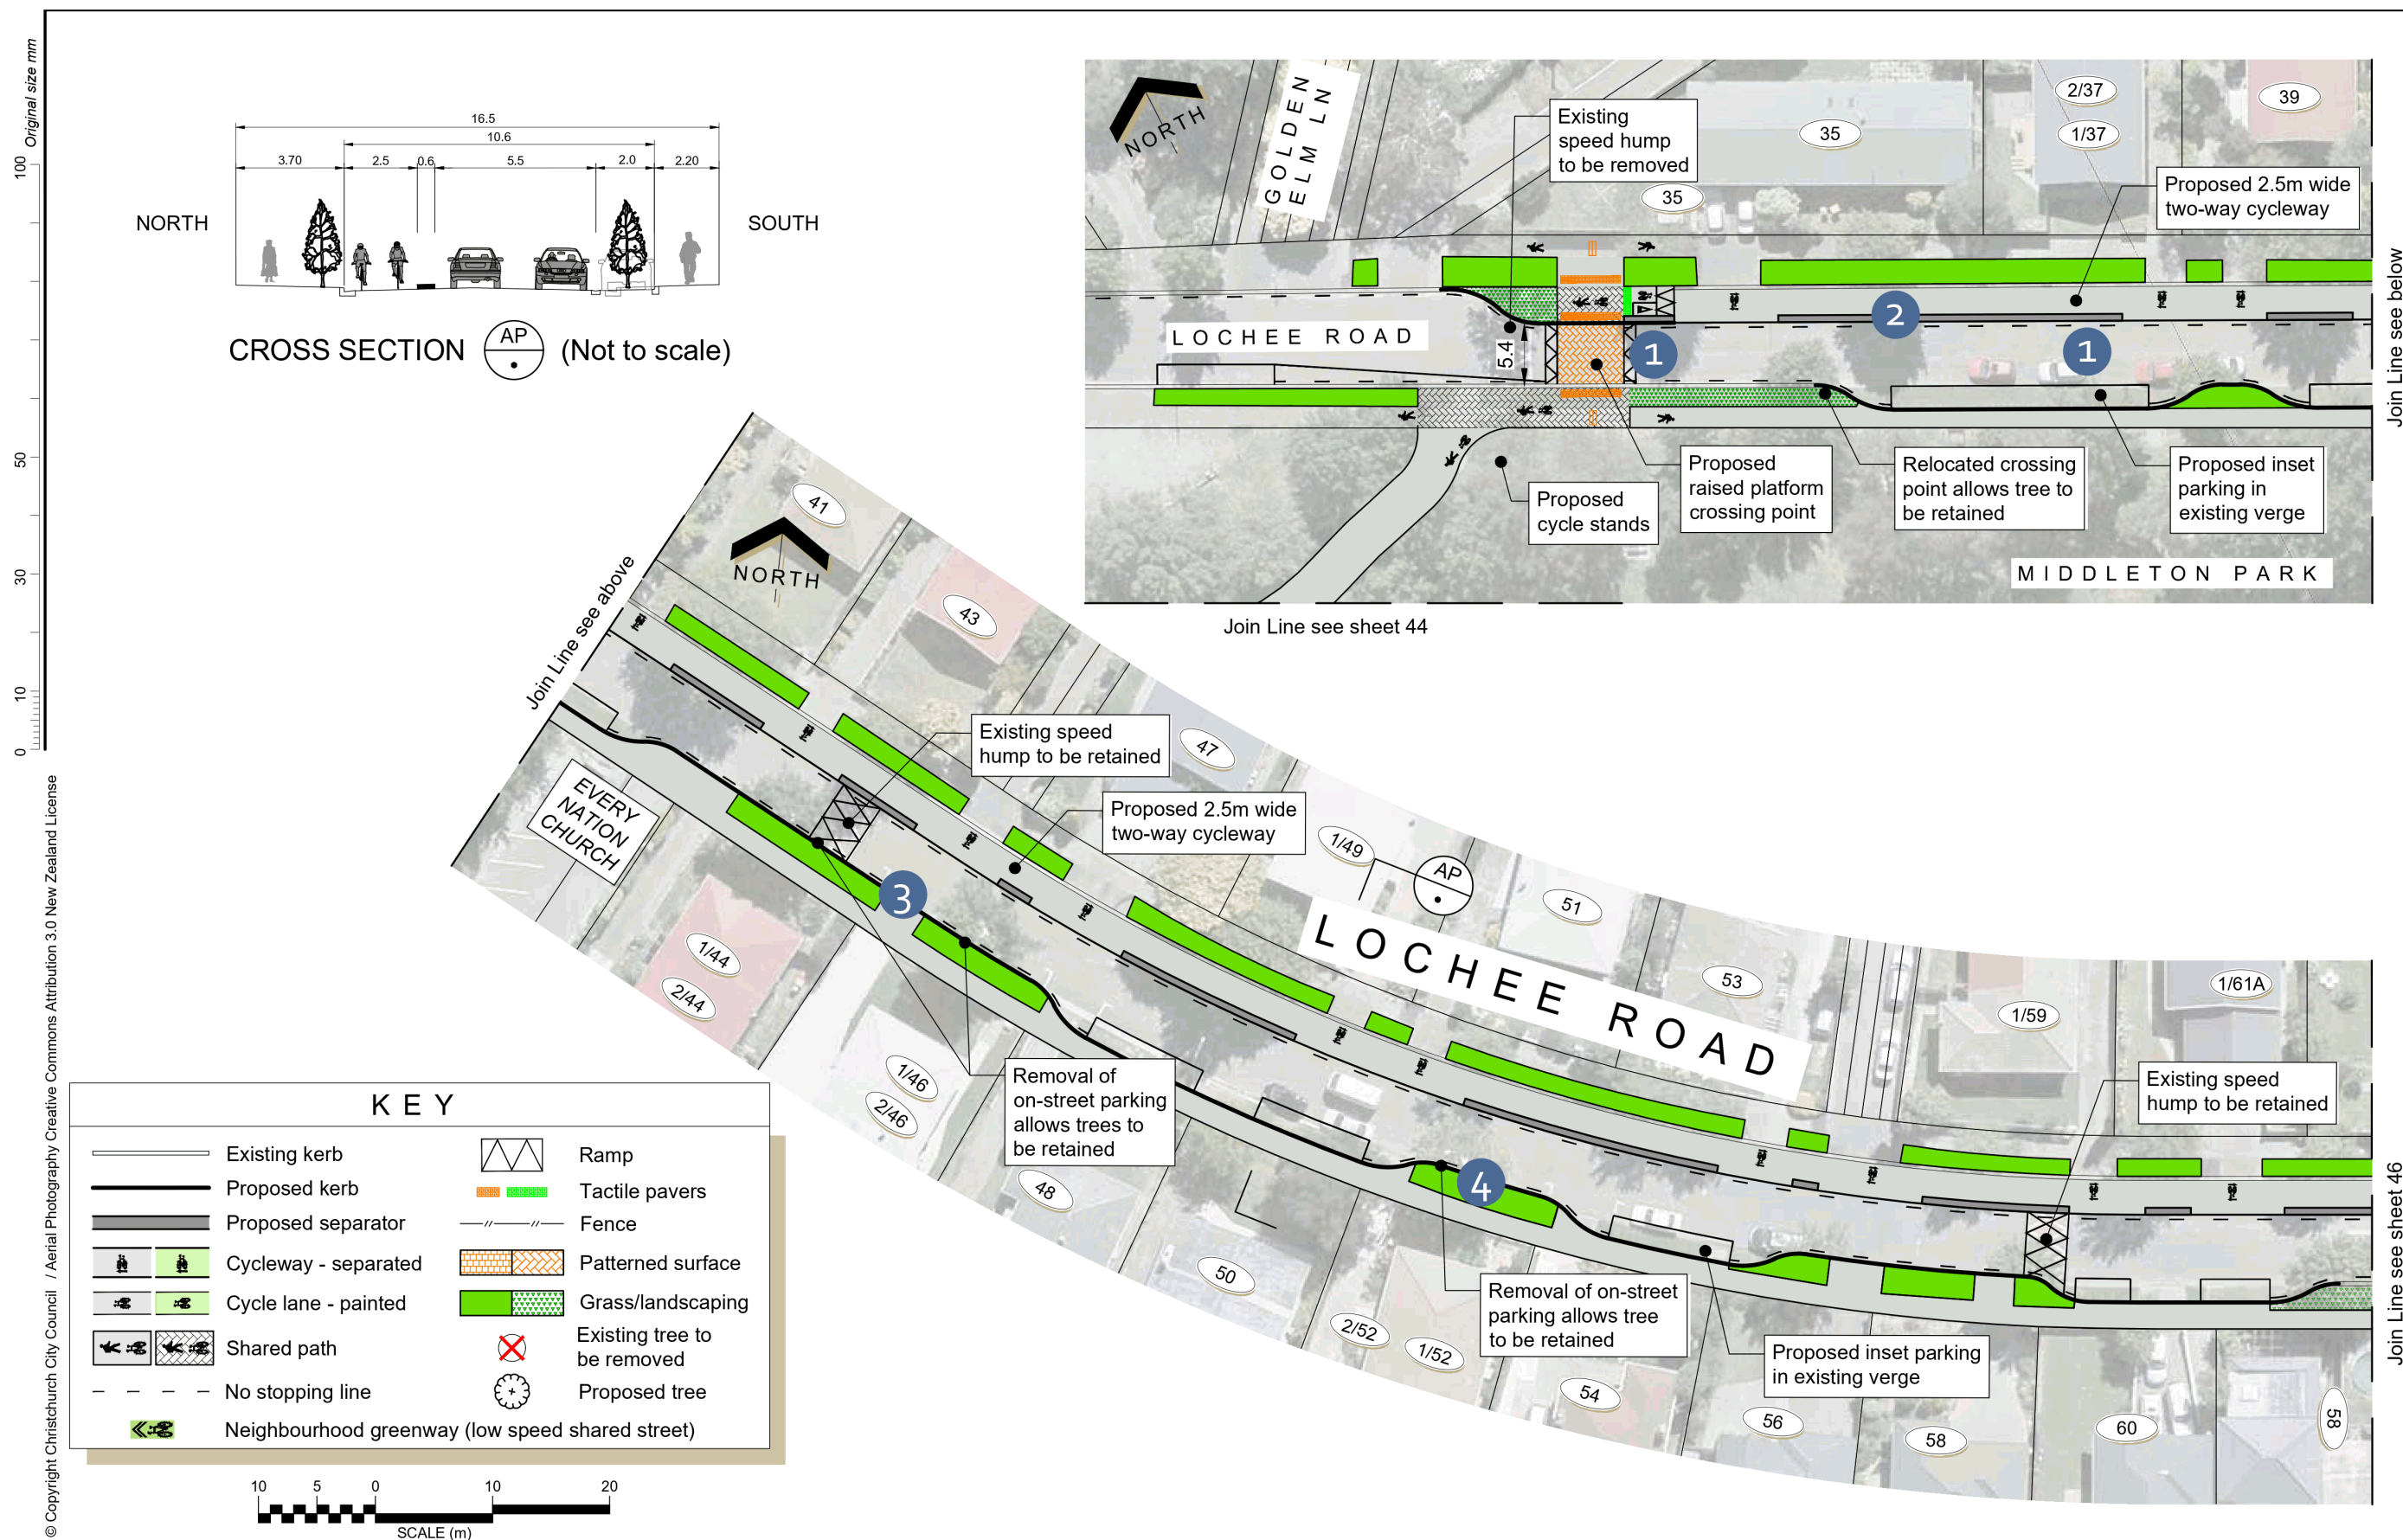 Original size mm
100
50
30
10
0
© Copyright Christchurch City Council / Aerial Photography Creative Commons Attribution 3.0 New Zealand License
16.5
10.6
3.70
2.5
0.6
5.5
2.0
2.20
NORTH
SOUTH
CROSS SECTION
AP
(Not to scale)
NORTH
GOLDEN
ELM LN
Existing
speed hump
to be removed
35
35
2/37
1/37
39
Proposed 2.5m wide
two-way cycleway
LOCHEE ROAD
5.4
1
2
1
Proposed
cycle stands
Proposed
raised platform
crossing point
Relocated crossing
point allows tree to
be retained
Proposed inset
parking in
existing verge
MIDDLETON PARK
Join Line see below
Join Line see sheet 44
Join Line see above
41
NORTH
43
47
Existing speed
hump to be retained
Proposed 2.5m wide
two-way cycleway
1/49
AP
51
53
LOCHEE ROAD
1/59
1/61A
EVERY
NATION
CHURCH
3
1/44
2/44
1/46
2/46
Removal of
on-street parking
allows trees to
be retained
4
48
50
2/52
1/52
54
56
58
60
58
Existing speed
hump to be retained
Removal of on-street
parking allows tree
to be retained
Proposed inset parking
in existing verge
Join Line see sheet 46
KEY
Existing kerb
Proposed kerb
Proposed separator
Cycleway - separated
Cycle lane - painted
Shared path
No stopping line
Neighbourhood greenway (low speed shared street)
Ramp
Tactile pavers
Fence
Patterned surface
Grass/landscaping
Existing tree to
be removed
Proposed tree
10 5 0 10 20
SCALE (m)